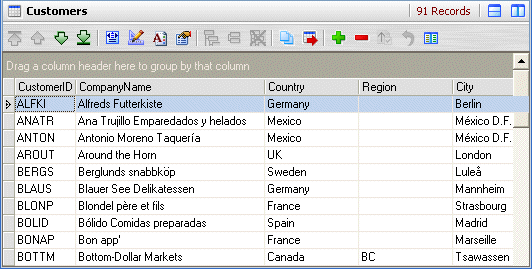 Customers 91 Records
Drag a column header here to group by that column
CustomerID CompanyName Country Region City
ALFKI Alfreds Futterkiste Germany Berlin
ANATR Ana Trujillo Emparedados y helados Mexico México D.F.
ANTON Antonio Moreno Taquería Mexico México D.F.
AROUT Around the Horn UK London
BERGS Berglunds snabbköp Sweden Luleå
BLAUS Blauer See Delikatessen Germany Mannheim
BLONP Blondel père et fils France Strasbourg
BOLID Bólido Comidas preparadas Spain Madrid
BONAP Bon app' France Marseille
BOTTM Bottom-Dollar Markets Canada BC Tsawassen